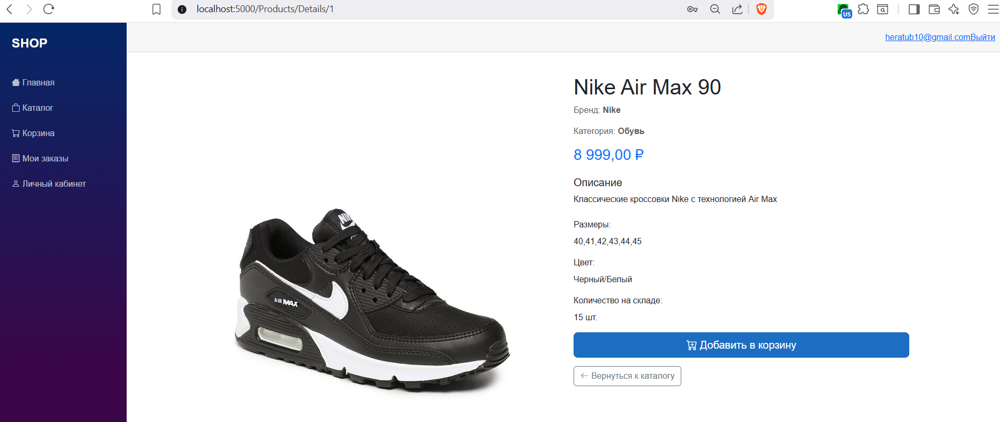 localhost:5000/Products/Details/1
US
SHOP
heratub10@gmail.comВыйти
Главная
Каталог
Корзина
Мои заказы
Личный кабинет
Nike Air Max 90
Бренд: Nike
Категория: Обувь
8 999,00 ₽
Описание
Классические кроссовки Nike с технологией Air Max
Размеры:
40,41,42,43,44,45
Цвет:
Черный/Белый
Количество на складе:
15 шт.
Добавить в корзину
← Вернуться к каталогу
AIR MAX